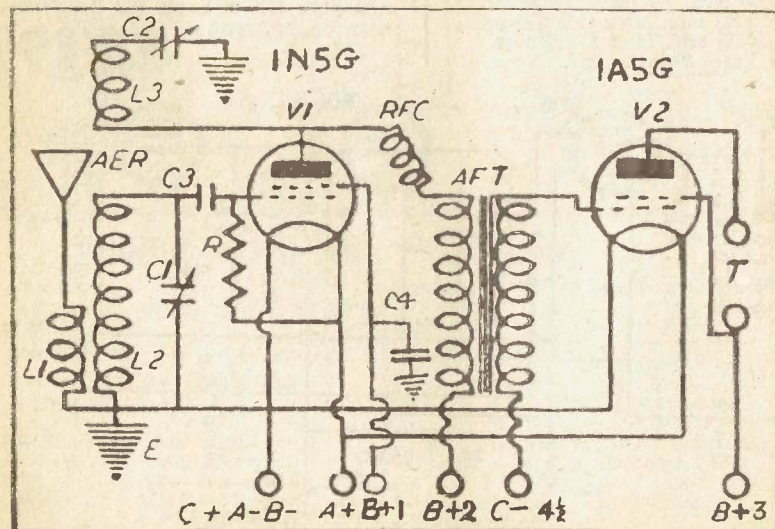 C2
1N5G
1A5G
L3
V1
RFC
V2
AER
C3
AFT
R
C1
C4
T
L1
L2
E
C + A-B- A+ B+1 B+2 C-4½ B+3